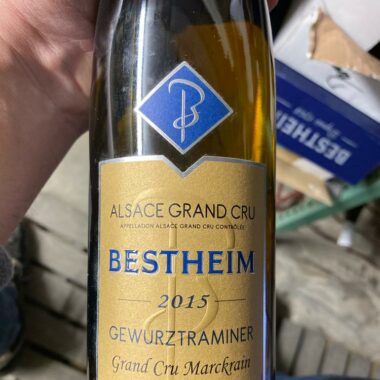 B
ALSACE GRAND CRU
APPELLATION ALSACE GRAND CRU CONTRÔLÉE
BESTHEIM
2015
GEWURZTRAMINER
Grand Cru Marckrain
BESTHEIM